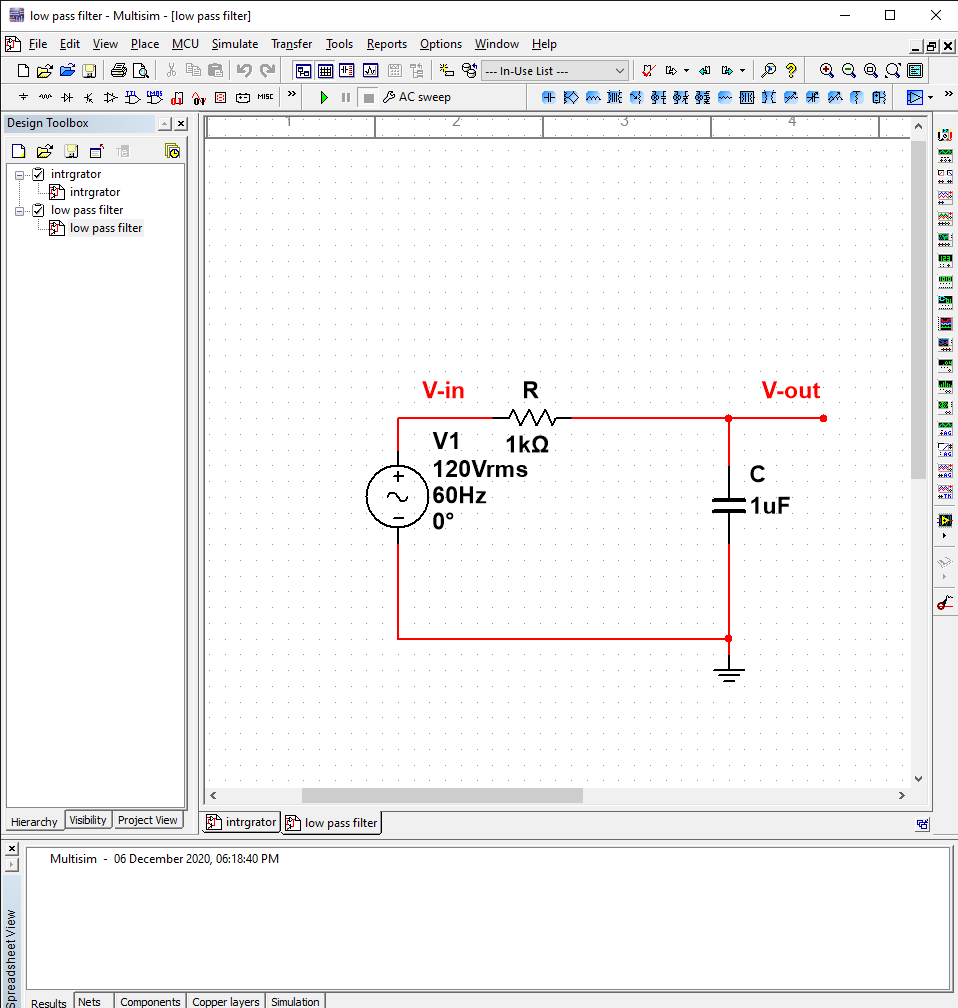 low pass filter - Multisim - [low pass filter]
File Edit View Place MCU Simulate Transfer Tools Reports Options Window Help
--- In-Use List ---
MISC » AC sweep »
Design Toolbox
1 2 3 4
intrgrator
intrgrator
low pass filter
low pass filter
V-in R V-out
V1 1kΩ
120Vrms
60Hz
0°
C
1uF
Hierarchy Visibility Project View
intrgrator low pass filter
Multisim - 06 December 2020, 06:18:40 PM
Spreadsheet View
Results Nets Components Copper layers Simulation